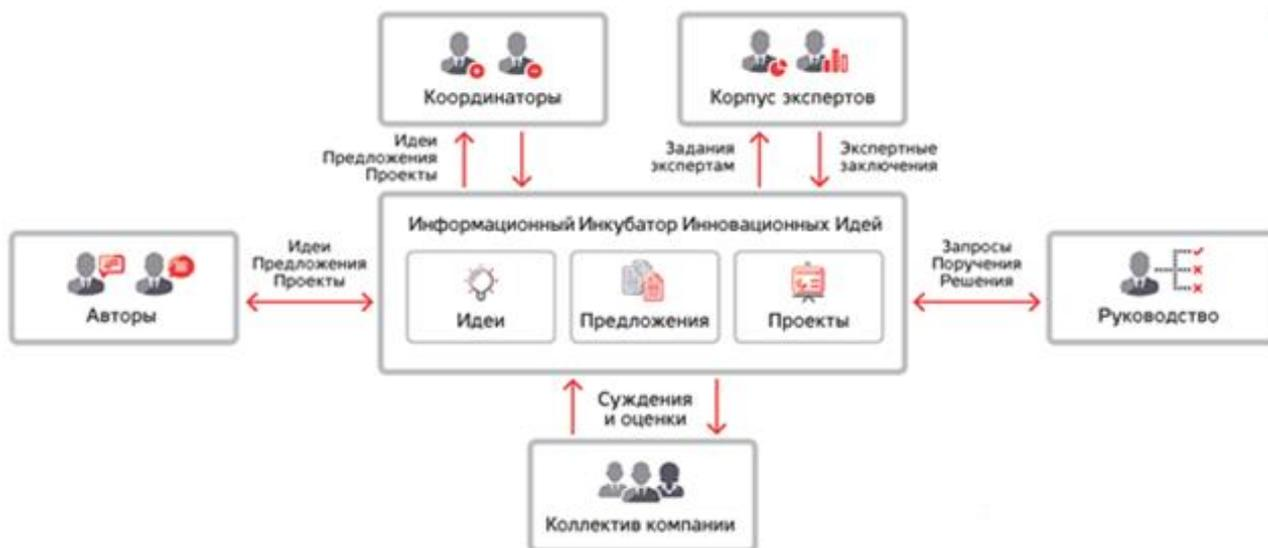 Координаторы
Корпус экспертов
Идеи
Предложения
Проекты
Задания
экспертам
Экспертные
заключения
Информационный Инкубатор Инновационных Идей
Идеи
Предложения
Проекты
Авторы
Идеи
Предложения
Проекты
Запросы
Поручения
Решения
Руководство
Суждения
и оценки
Коллектив компании